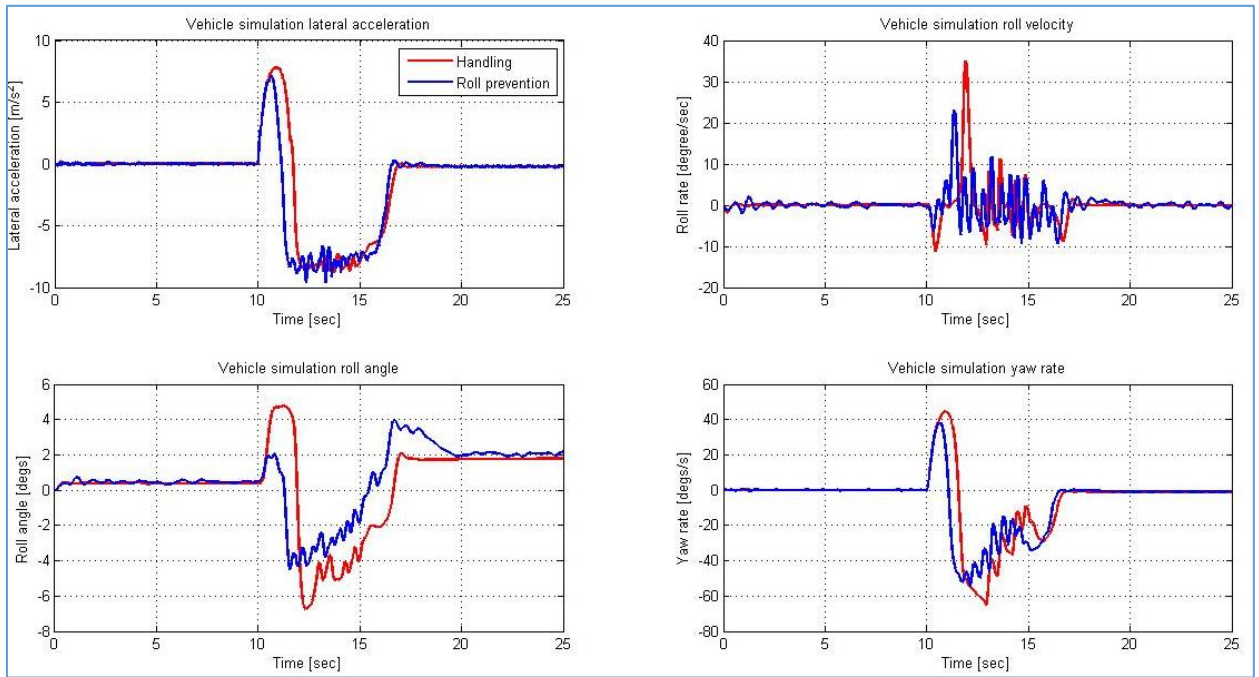 Vehicle simulation lateral acceleration
Lateral acceleration [m/s²]
10
5
0
-5
-10
Handling
Roll prevention
0 5 10 15 20 25
Time [sec]
Vehicle simulation roll velocity
Roll rate [degree/sec]
40
30
20
10
0
-10
-20
0 5 10 15 20 25
Time [sec]
Vehicle simulation roll angle
Roll angle [degs]
6
4
2
0
-2
-4
-6
-8
0 5 10 15 20 25
Time [sec]
Vehicle simulation yaw rate
Yaw rate [degs/s]
60
40
20
0
-20
-40
-60
-80
0 5 10 15 20 25
Time [sec]